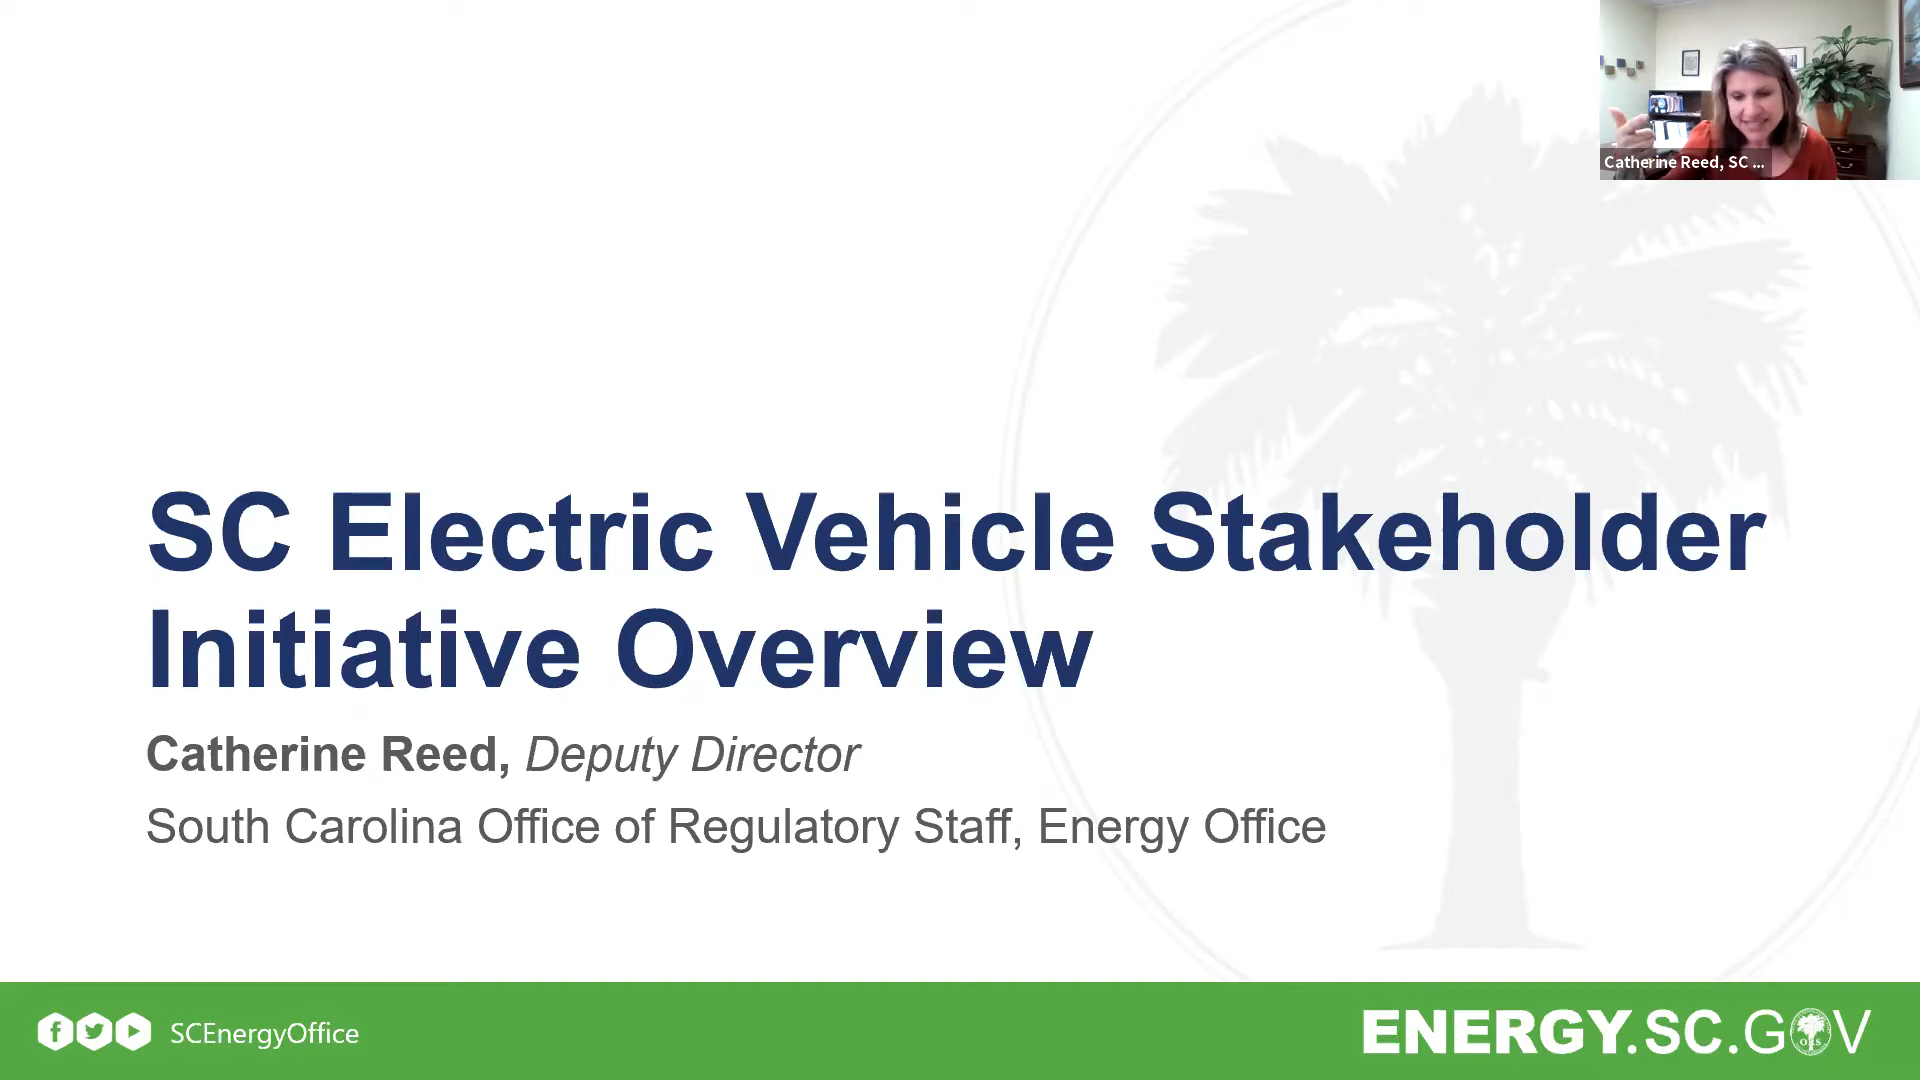 Catherine Reed, SC ...
SC Electric Vehicle Stakeholder
Initiative Overview
Catherine Reed, Deputy Director
South Carolina Office of Regulatory Staff, Energy Office
SCEnergyOffice
ENERGY.SC.GOV